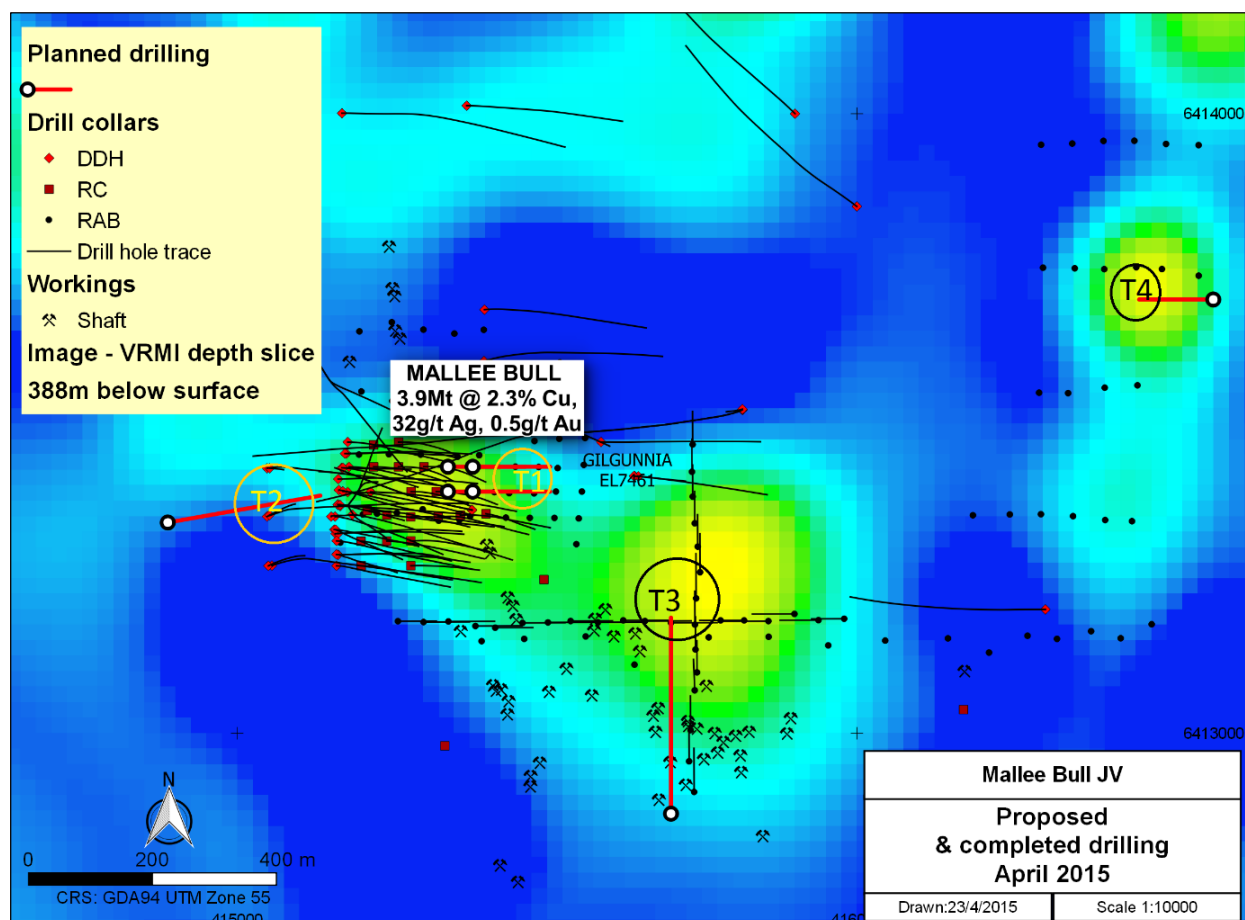 Planned drilling
Drill collars
DDH
RC
RAB
Drill hole trace
Workings
Shaft
Image - VRMI depth slice
388m below surface
6414000
T4
MALLEE BULL
3.9Mt @ 2.3% Cu,
32g/t Ag, 0.5g/t Au
GILGUNNIA
EL7461
T1
T2
T3
6413000
N
0 200 400 m
CRS: GDA94 UTM Zone 55
415000
Mallee Bull JV
Proposed
& completed drilling
April 2015
Drawn:23/4/2015
Scale 1:10000